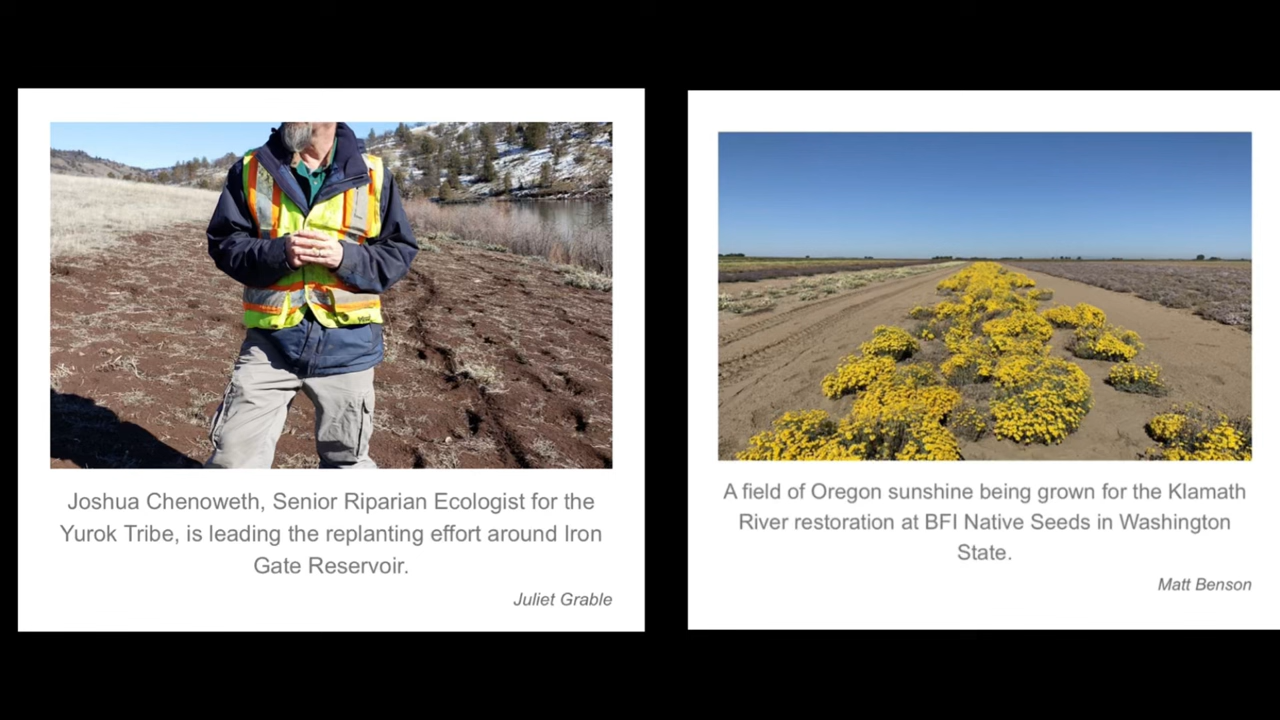 Joshua Chenoweth, Senior Riparian Ecologist for the
Yurok Tribe, is leading the replanting effort around Iron
Gate Reservoir.
Juliet Grable
A field of Oregon sunshine being grown for the Klamath
River restoration at BFI Native Seeds in Washington
State.
Matt Benson